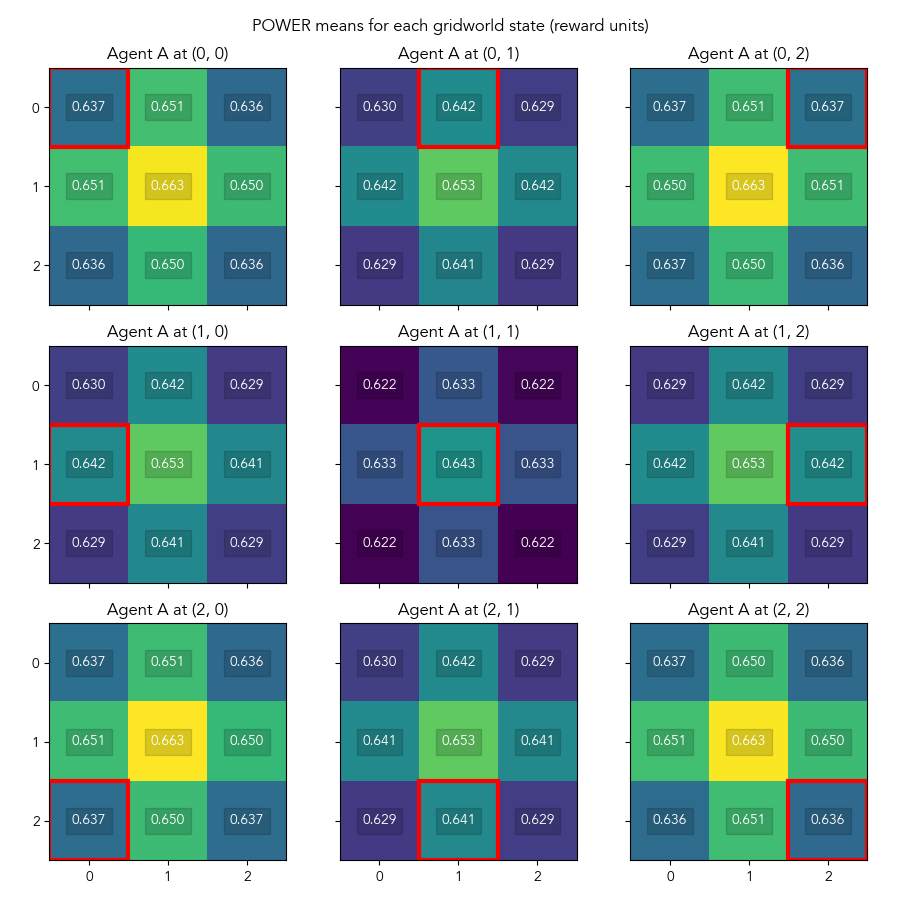 POWER means for each gridworld state (reward units)
Agent A at (0, 0) Agent A at (0, 1) Agent A at (0, 2)
0 0.637 0.651 0.636 0.630 0.642 0.629 0.637 0.651 0.637
1 0.651 0.663 0.650 0.642 0.653 0.642 0.650 0.663 0.651
2 0.636 0.650 0.636 0.629 0.641 0.629 0.637 0.650 0.636
Agent A at (1, 0) Agent A at (1, 1) Agent A at (1, 2)
0 0.630 0.642 0.629 0.622 0.633 0.622 0.629 0.642 0.629
1 0.642 0.653 0.641 0.633 0.643 0.633 0.642 0.653 0.642
2 0.629 0.641 0.629 0.622 0.633 0.622 0.629 0.641 0.629
Agent A at (2, 0) Agent A at (2, 1) Agent A at (2, 2)
0 0.637 0.651 0.636 0.630 0.642 0.629 0.637 0.650 0.636
1 0.651 0.663 0.650 0.641 0.653 0.641 0.651 0.663 0.650
2 0.637 0.650 0.637 0.629 0.641 0.629 0.636 0.651 0.636
0 1 2 0 1 2 0 1 2